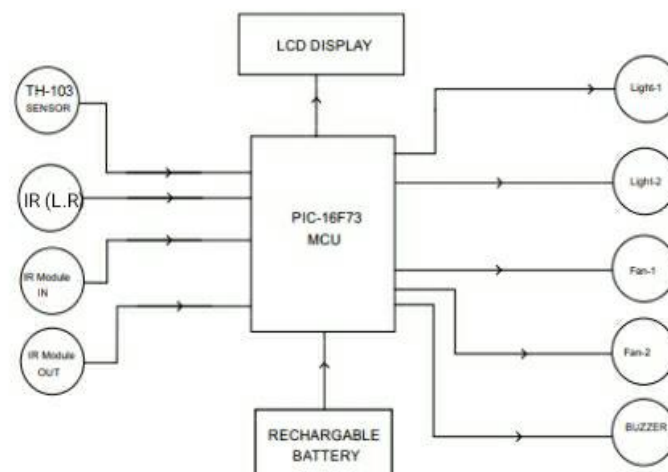 LCD DISPLAY
TH-103
SENSOR
IR (L.R)
IR Module
IN
IR Module
OUT
PIC-16F73
MCU
Light-1
Light-2
Fan-1
Fan-2
BUZZER
RECHARGABLE
BATTERY